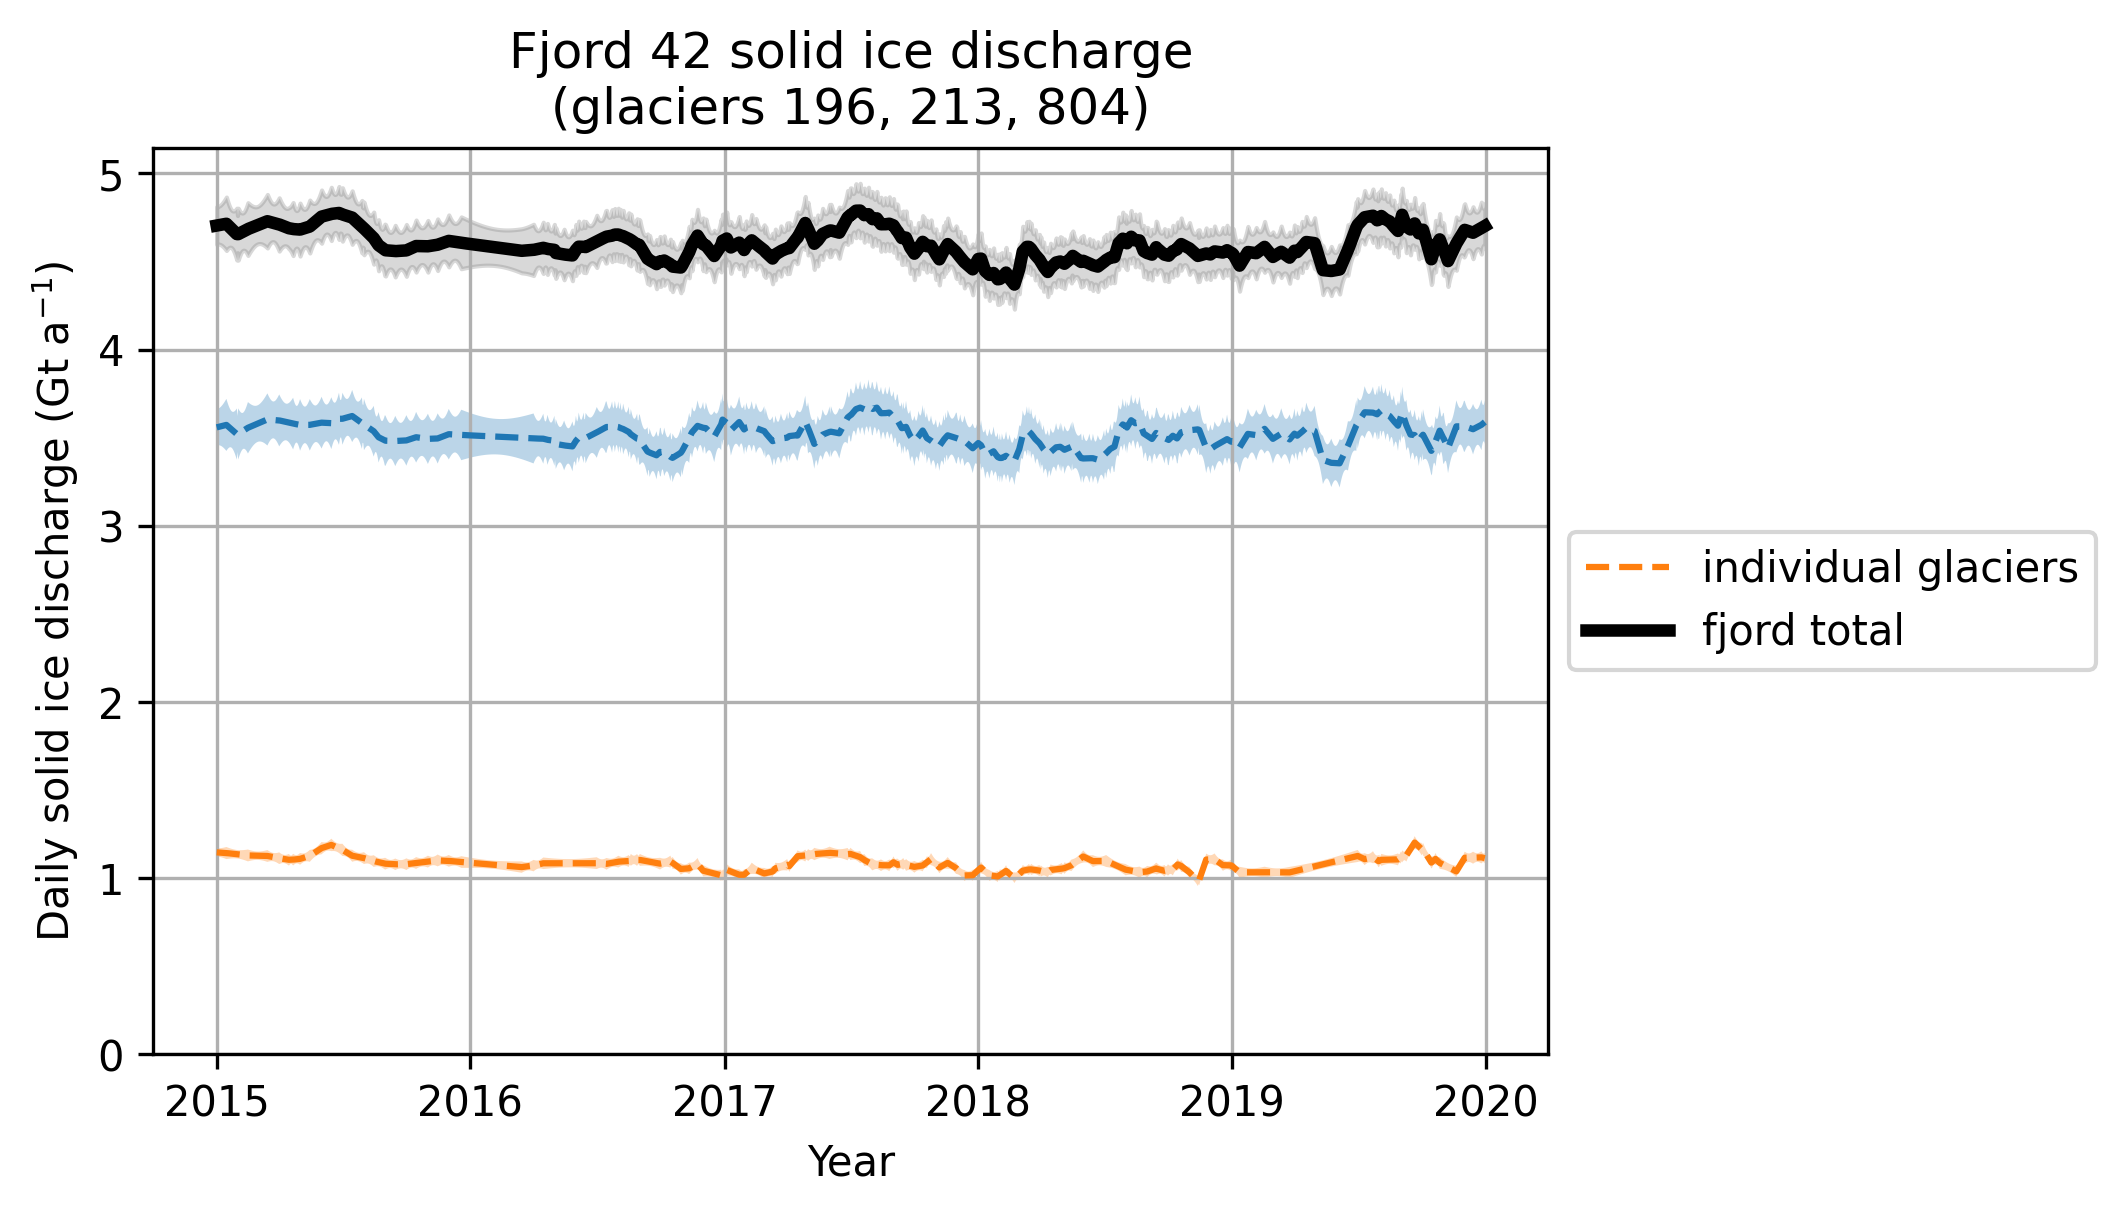 Fjord 42 solid ice discharge
(glaciers 196, 213, 804)
Daily solid ice discharge (Gt a⁻¹)
5
4
3
2
1
0
2015 2016 2017 2018 2019 2020
Year
individual glaciers
fjord total